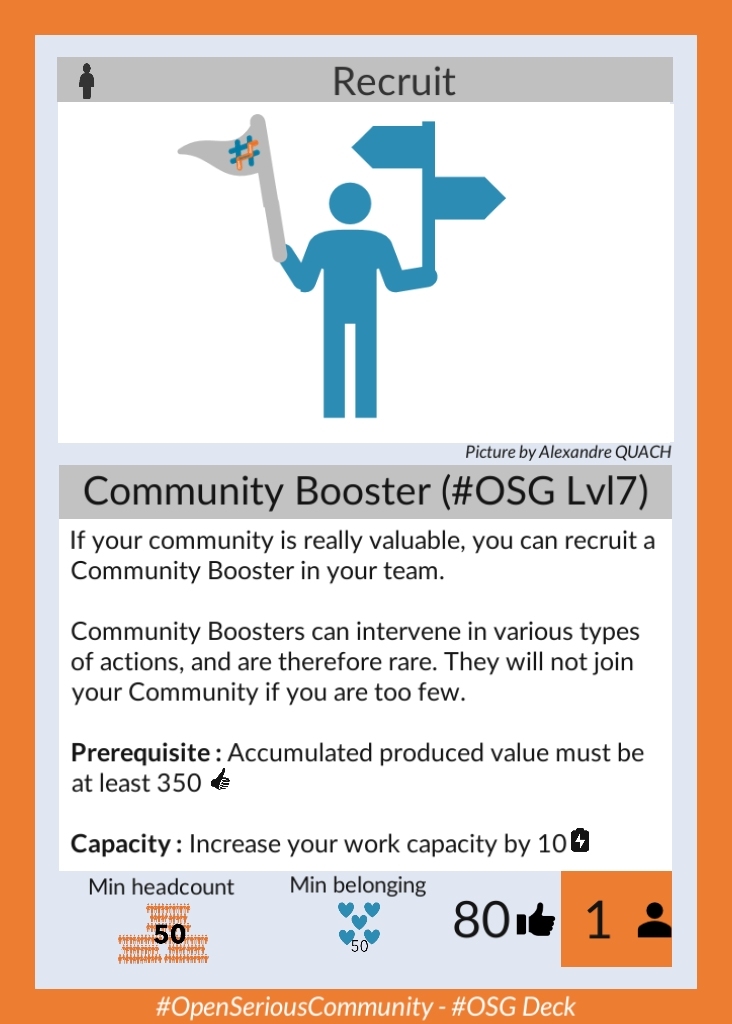 Recruit
#
Picture by Alexandre QUACH
Community Booster (#OSG Lvl7)
If your community is really valuable, you can recruit a
Community Booster in your team.
Community Boosters can intervene in various types
of actions, and are therefore rare. They will not join
your Community if you are too few.
Prerequisite : Accumulated produced value must be
at least 350
Capacity : Increase your work capacity by 10
Min headcount
50
Min belonging
50
80
1
#OpenSeriousCommunity - #OSG Deck